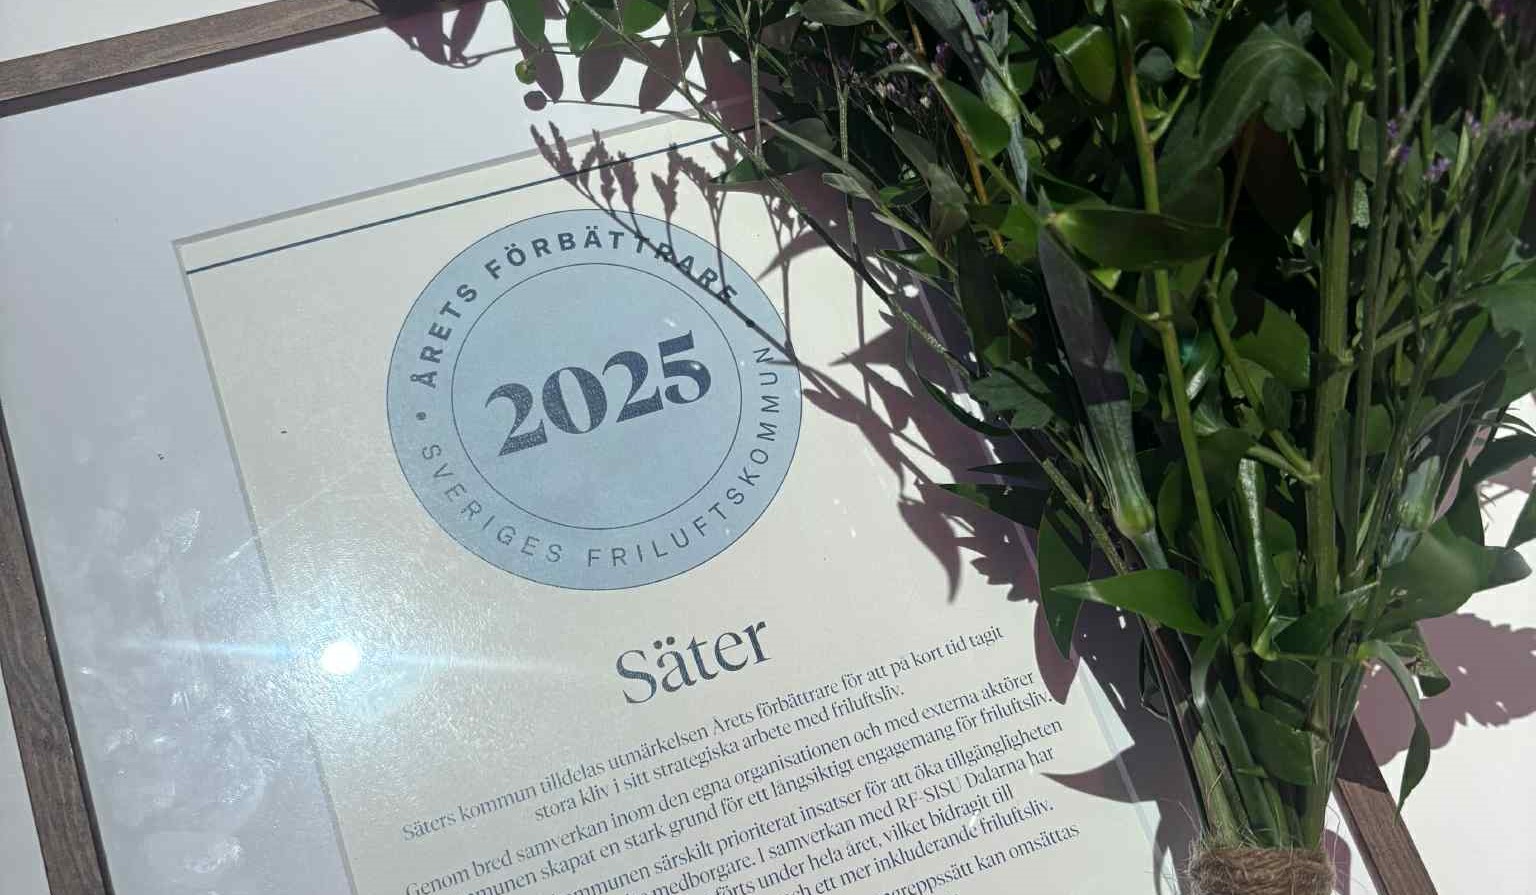 ÅRETS FÖRBÄTTRARE
2025
SVERIGES FRILUFTSKOMMUN
Säter
Säters kommun tilldelas utmärkelsen Årets förbättrare för att på kort tid tagit
stora kliv i sitt strategiska arbete med friluftsliv.
Genom bred samverkan inom den egna organisationen och med externa aktörer
skapat en stark grund för ett långsiktigt engagemang för friluftsliv.
särskilt prioriterat insatser för att öka tillgängligheten
medborgare. I samverkan med RF-SISU Dalarna har
under hela året, vilket bidragit till
ett mer inkluderande friluftsliv.
kan omsättas